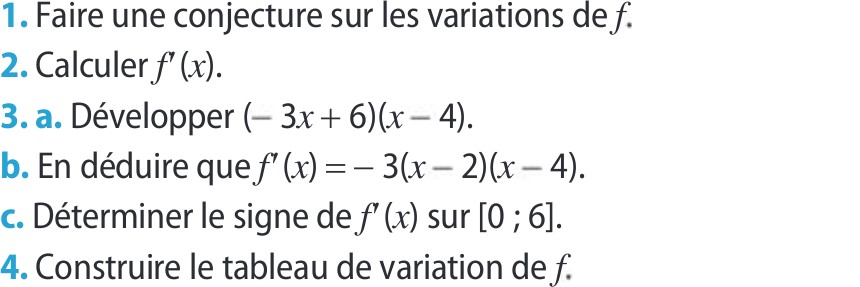 1. Faire une conjecture sur les variations de f.
2. Calculer f′(x).
3. a. Développer (– 3x + 6)(x – 4).
b. En déduire que f′(x) = – 3(x – 2)(x – 4).
c. Déterminer le signe de f′(x) sur [0 ; 6].
4. Construire le tableau de variation de f.